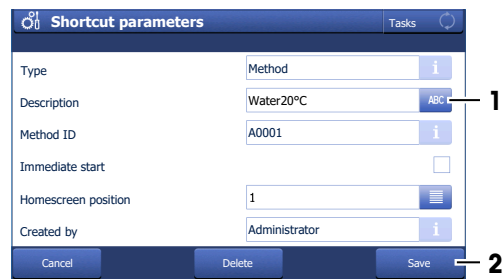 Shortcut parameters Tasks
Type Method i
Description Water20°C ABC 1
Method ID A0001 i
Immediate start
Homescreen position 1
Created by Administrator i
Cancel Delete Save 2